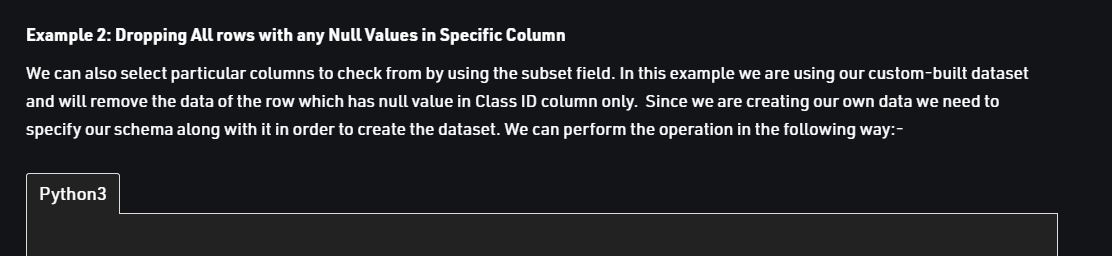 Example 2: Dropping All rows with any Null Values in Specific Column
We can also select particular columns to check from by using the subset field. In this example we are using our custom-built dataset
and will remove the data of the row which has null value in Class ID column only.  Since we are creating our own data we need to
specify our schema along with it in order to create the dataset. We can perform the operation in the following way:-
Python3